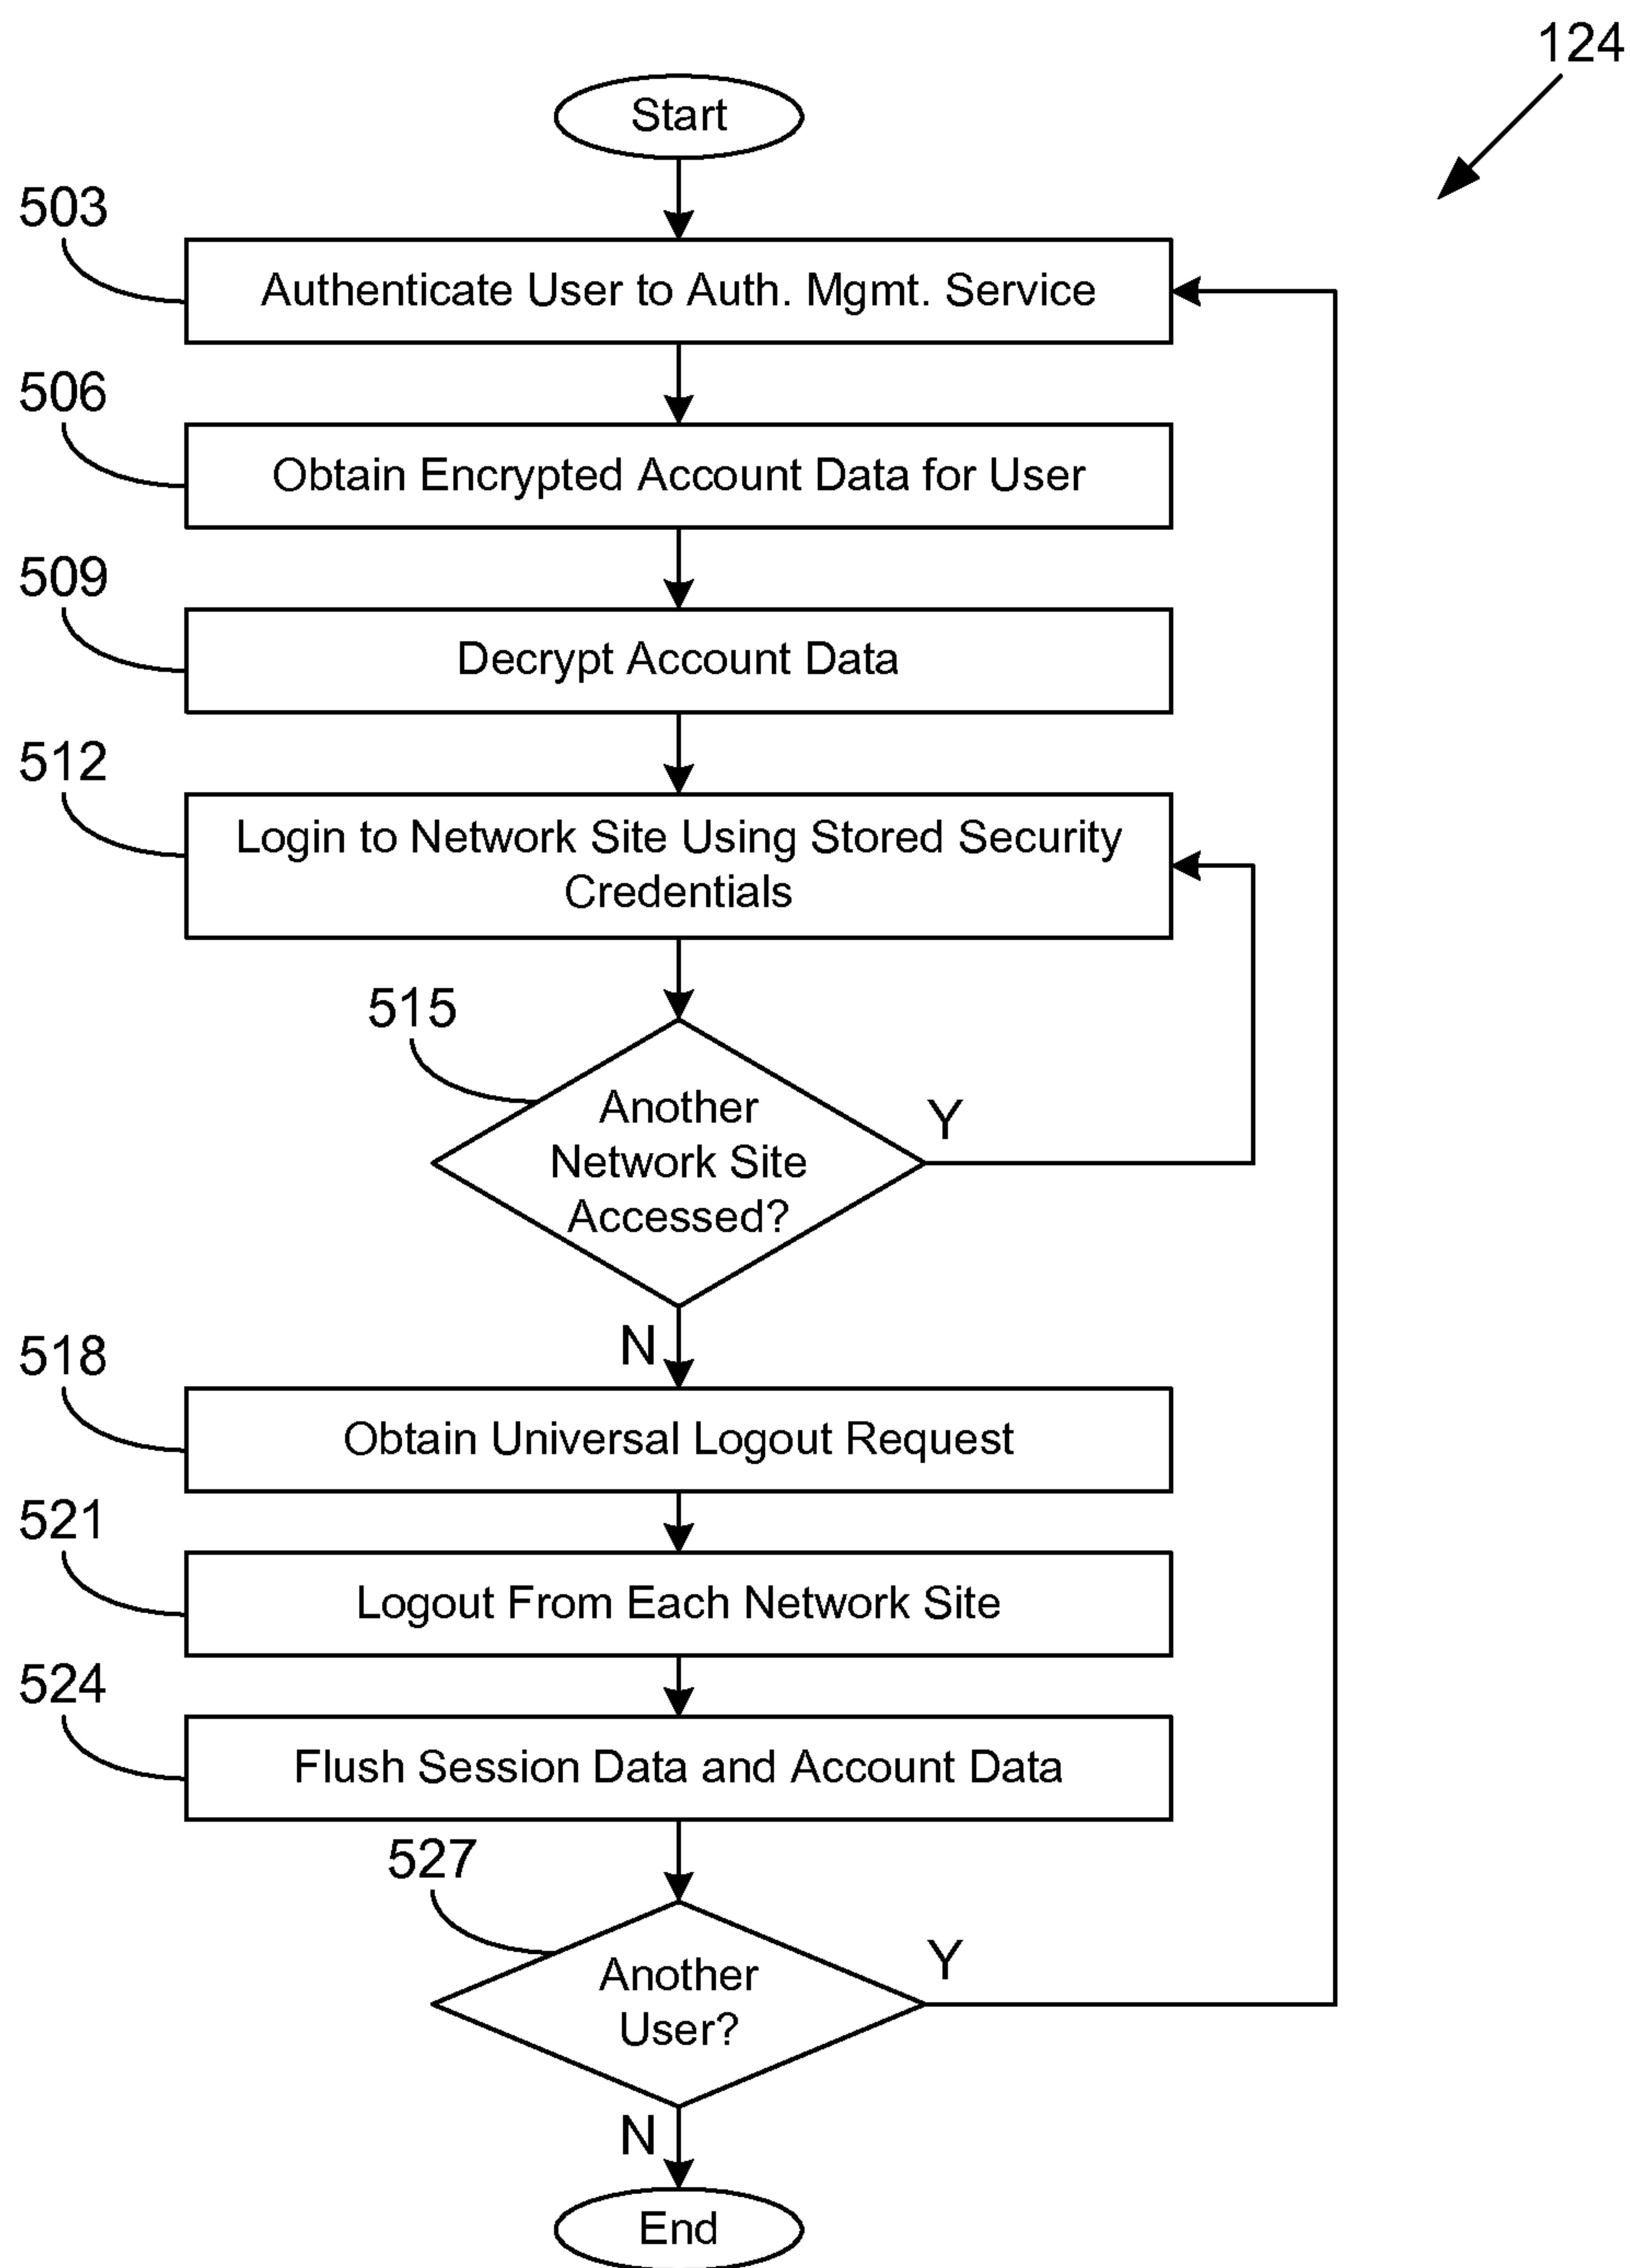 124
Start
503
Authenticate User to Auth. Mgmt. Service
506
Obtain Encrypted Account Data for User
509
Decrypt Account Data
512
Login to Network Site Using Stored Security
Credentials
515
Another
Network Site
Accessed?
Y
N
518
Obtain Universal Logout Request
521
Logout From Each Network Site
524
Flush Session Data and Account Data
527
Another
User?
Y
N
End